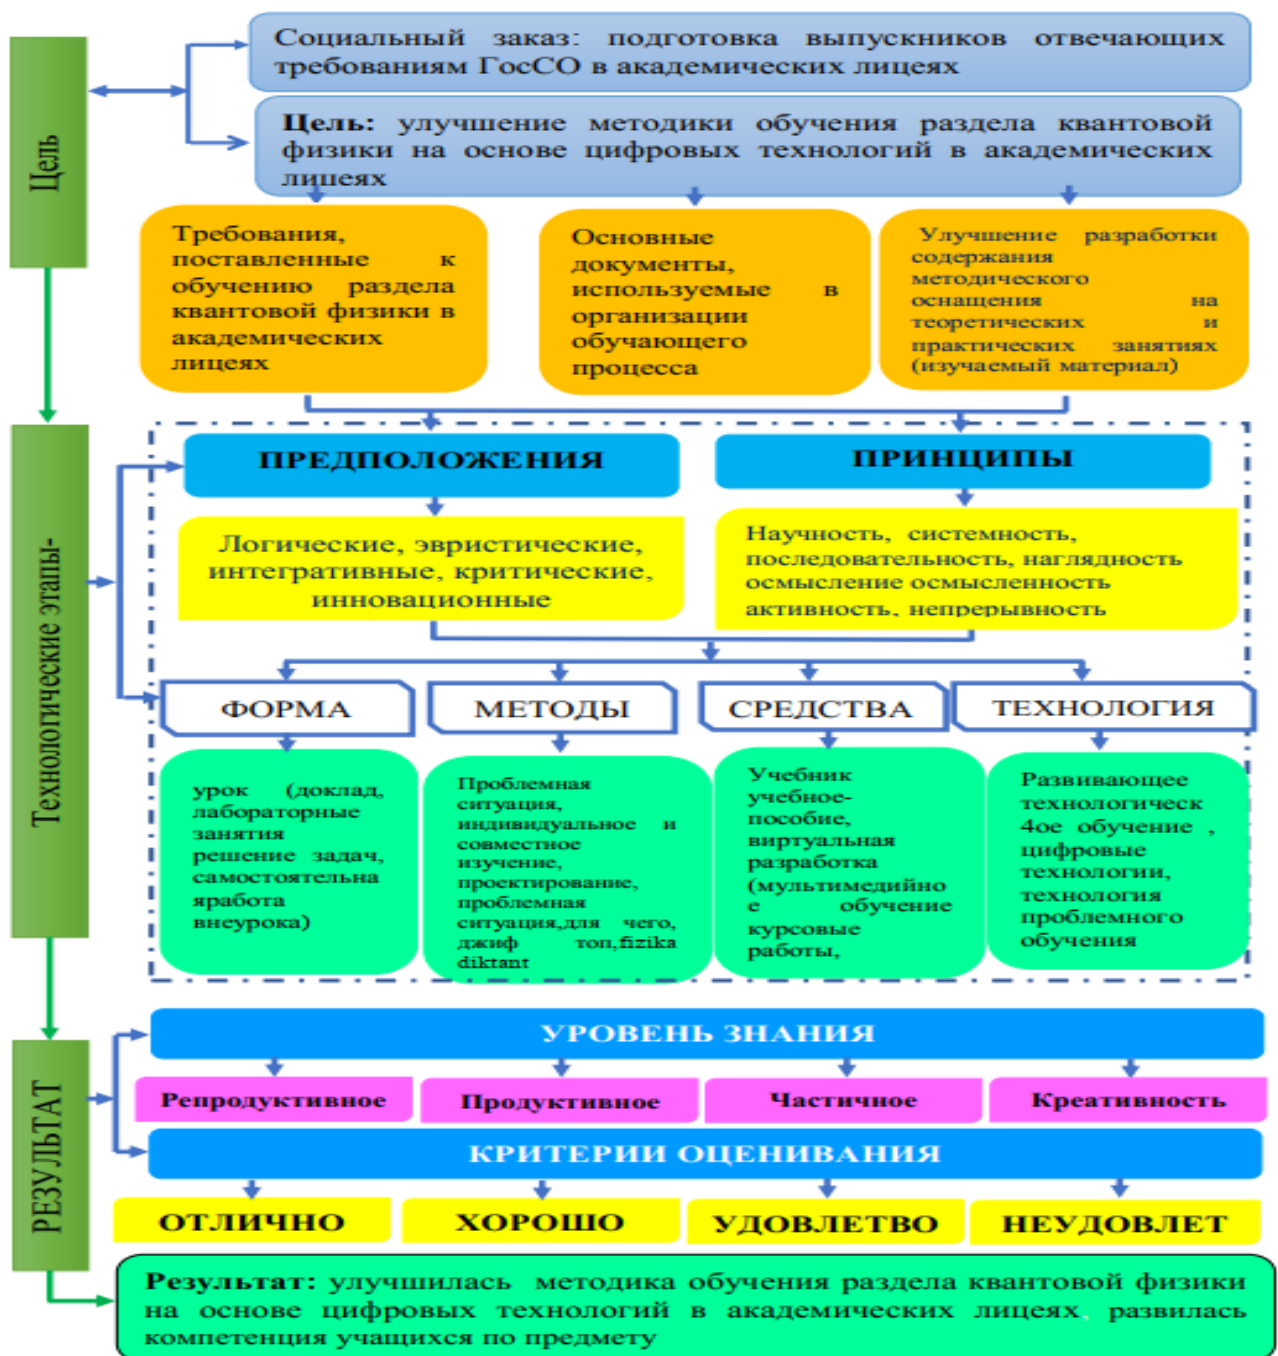 Цель
Социальный заказ: подготовка выпускников отвечающих
требованиям ГосСО в академических лицеях
Цель: улучшение методики обучения раздела квантовой
физики на основе цифровых технологий в академических
лицеях
Требования,
поставленные к
обучению раздела
квантовой физики в
академических
лицеях
Основные
документы,
используемые в
организации
обучающего
процесса
Улучшение разработки
содержания
методического
оснащения на
теоретических и
практических занятиях
(изучаемый материал)
Технологические этапы-
ПРЕДПОЛОЖЕНИЯ
ПРИНЦИПЫ
Логические, эвристические,
интегративные, критические,
инновационные
Научность, системность,
последовательность, наглядность
осмысление осмысленность
активность, непрерывность
ФОРМА
МЕТОДЫ
СРЕДСТВА
ТЕХНОЛОГИЯ
урок (доклад,
лабораторные
занятия
решение задач,
самостоятельна
яработа
внеурока)
Проблемная
ситуация,
индивидуальное и
совместное
изучение,
проектирование,
проблемная
ситуация,для чего,
джиф топ,fizika
diktant
Учебник
учебное-
пособие,
виртуальная
разработка
(мультимедийно
е обучение
курсовые
работы,
Развивающее
технологическ
4ое обучение ,
цифровые
технологии,
технология
проблемного
обучения
РЕЗУЛЬТАТ
УРОВЕНЬ ЗНАНИЯ
Репродуктивное
Продуктивное
Частичное
Креативность
КРИТЕРИИ ОЦЕНИВАНИЯ
ОТЛИЧНО
ХОРОШО
УДОВЛЕТВО
НЕУДОВЛЕТ
Результат: улучшилась методика обучения раздела квантовой физики
на основе цифровых технологий в академических лицеях, развилась
компетенция учащихся по предмету